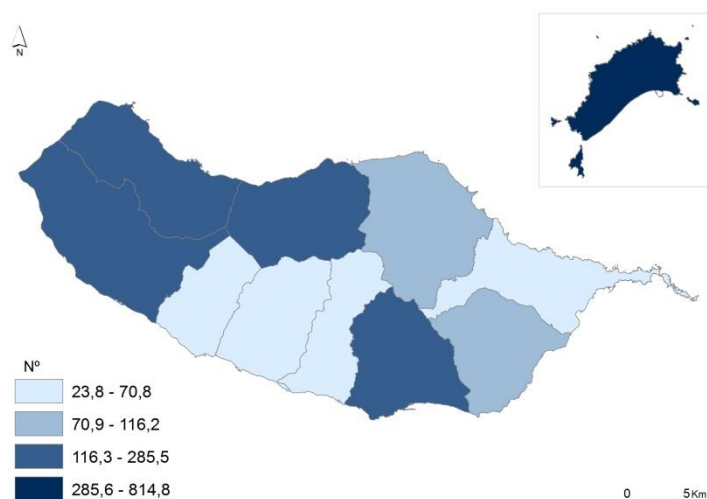 N
Nº
23,8 - 70,8
70,9 - 116,2
116,3 - 285,5
285,6 - 814,8
0 5Km